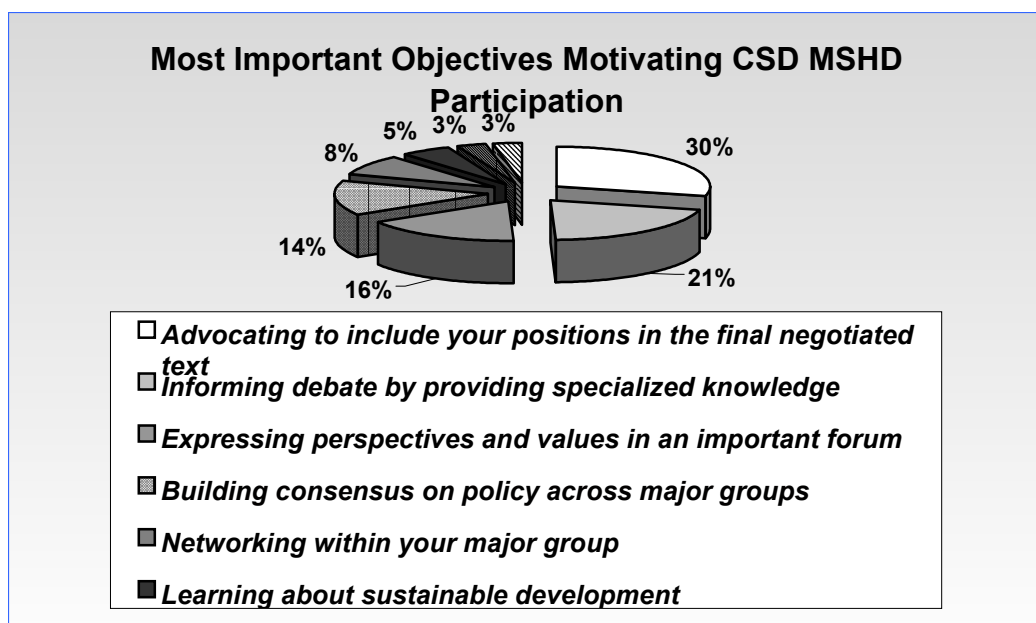 Most Important Objectives Motivating CSD MSHD
Participation
5%
3%
3%
30%
8%
14%
16%
21%
Advocating to include your positions in the final negotiated
text
Informing debate by providing specialized knowledge
Expressing perspectives and values in an important forum
Building consensus on policy across major groups
Networking within your major group
Learning about sustainable development